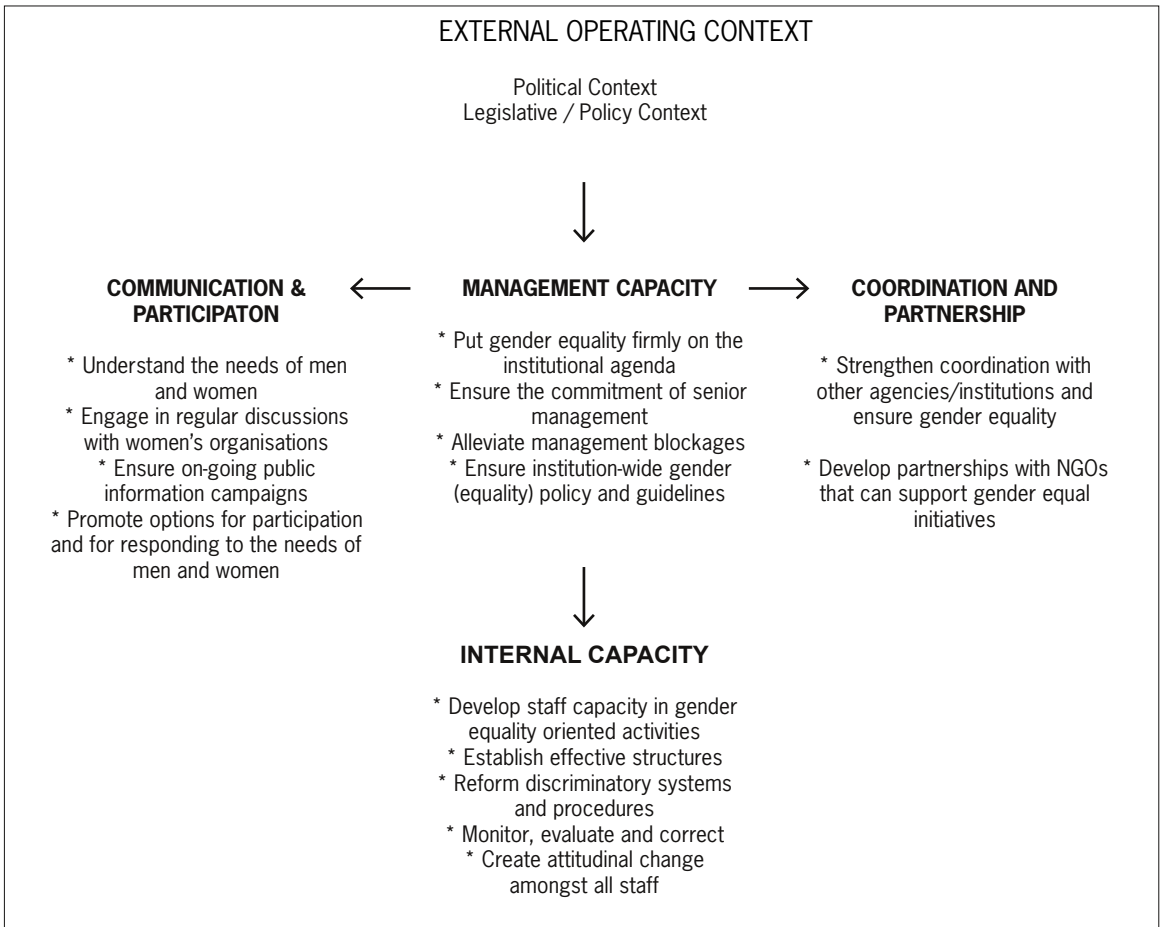 EXTERNAL OPERATING CONTEXT
Political Context
Legislative / Policy Context
COMMUNICATION &
PARTICIPATON
* Understand the needs of men
and women
* Engage in regular discussions
with women's organisations
* Ensure on-going public
information campaigns
* Promote options for participation
and for responding to the needs of
men and women
MANAGEMENT CAPACITY
* Put gender equality firmly on the
institutional agenda
* Ensure the commitment of senior
management
* Alleviate management blockages
* Ensure institution-wide gender
(equality) policy and guidelines
COORDINATION AND
PARTNERSHIP
* Strengthen coordination with
other agencies/institutions and
ensure gender equality
* Develop partnerships with NGOs
that can support gender equal
initiatives
INTERNAL CAPACITY
* Develop staff capacity in gender
equality oriented activities
* Establish effective structures
* Reform discriminatory systems
and procedures
* Monitor, evaluate and correct
* Create attitudinal change
amongst all staff